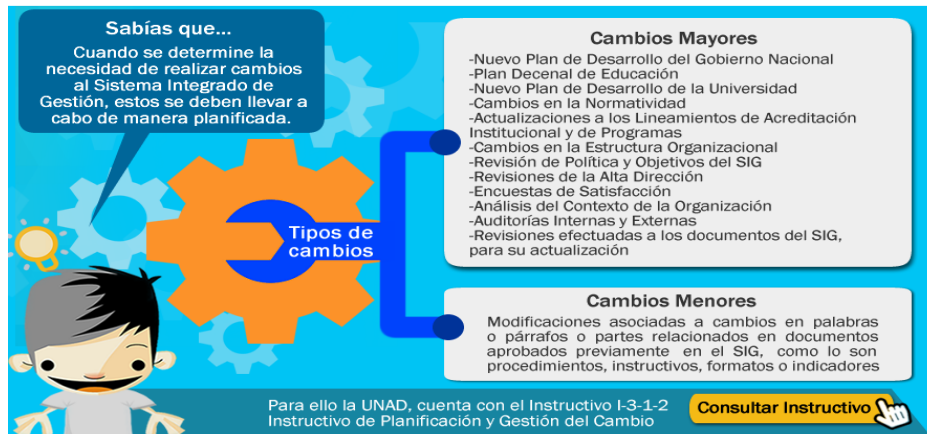 Sabías que...
Cuando se determine la
necesidad de realizar cambios
al Sistema Integrado de
Gestión, estos se deben llevar a
cabo de manera planificada.
Tipos de
cambios
Cambios Mayores
-Nuevo Plan de Desarrollo del Gobierno Nacional
-Plan Decenal de Educación
-Nuevo Plan de Desarrollo de la Universidad
-Cambios en la Normatividad
-Actualizaciones a los Lineamientos de Acreditación
Institucional y de Programas
-Cambios en la Estructura Organizacional
-Revisión de Política y Objetivos del SIG
-Revisiones de la Alta Dirección
-Encuestas de Satisfacción
-Análisis del Contexto de la Organización
-Auditorías Internas y Externas
-Revisiones efectuadas a los documentos del SIG,
para su actualización
Cambios Menores
Modificaciones asociadas a cambios en palabras
o párrafos o partes relacionados en documentos
aprobados previamente en el SIG, como lo son
procedimientos, instructivos, formatos o indicadores
Para ello la UNAD, cuenta con el Instructivo I-3-1-2
Instructivo de Planificación y Gestión del Cambio
Consultar Instructivo